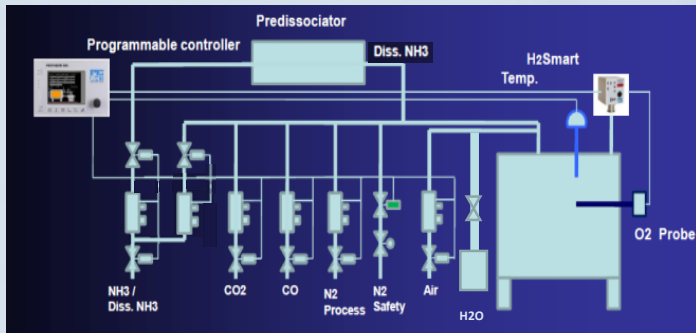 Predissociator
Programmable controller
Diss. NH3
H2Smart
Temp.
O2 Probe
NH3 /
Diss. NH3
CO2
CO
N2
Process
N2
Safety
Air
H2O